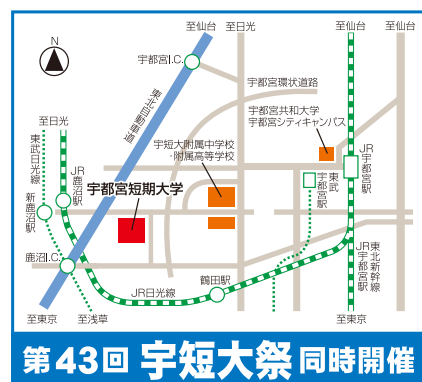 至仙台
至日光
至仙台
至仙台
N
宇都宮I.C.
宇都宮環状道路
東北自動車道
宇都宮共和大学
宇都宮シティキャンパス
至日光
東武日光線
JR鹿沼駅
宇短大附属中学校
・附属高等学校
JR宇都宮駅
東武宇都宮駅
宇都宮短期大学
新鹿沼駅
鹿沼I.C.
鶴田駅
JR日光線
JR宇都宮線
東北新幹線
至東京
至浅草
至東京
第43回 宇短大祭 同時開催